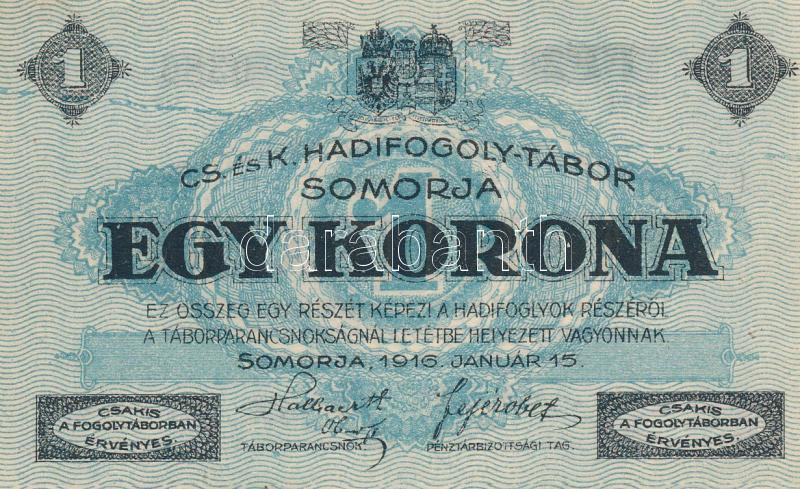 1 1
CS. ÉS K. HADIFOGOLY-TÁBOR
SOMORJA
EGY KORONA
darabanth
EZ ÖSSZEG EGY RÉSZÉT KÉPEZI A HADIFOGLYOK RÉSZÉRŐL
A TÁBORPARANCSNOKSÁGNÁL LETÉTBE HELYEZETT VAGYONNAK.
SOMORJA, 1916. JANUÁR 15.
CSAKIS
A FOGOLYTÁBORBAN
ÉRVÉNYES.
TÁBORPARANCSNOK.
PÉNZTÁRBIZOTTSÁGI TAG.
CSAKIS
A FOGOLYTÁBORBAN
ÉRVÉNYES.